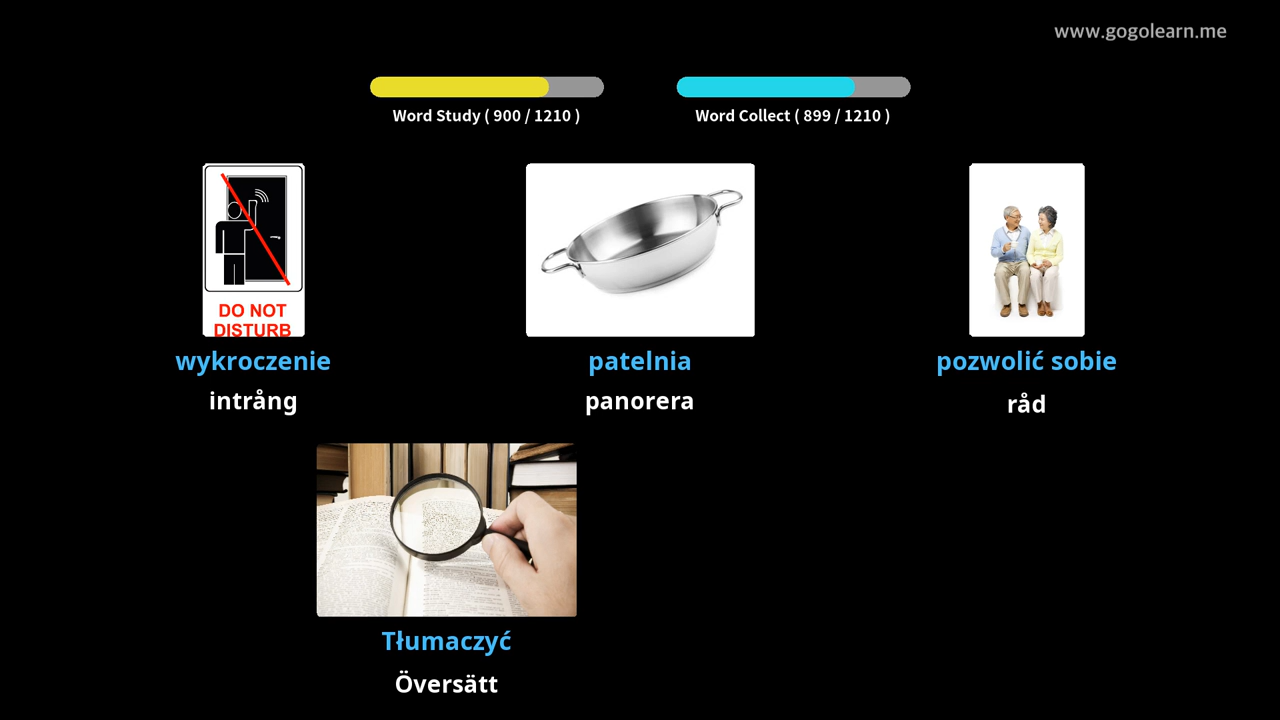 www.gogolearn.me
Word Study ( 900 / 1210 )
Word Collect ( 899 / 1210 )
DO NOT
DISTURB
wykroczenie
intrång
patelnia
panorera
pozwolić sobie
råd
Tłumaczyć
Översätt